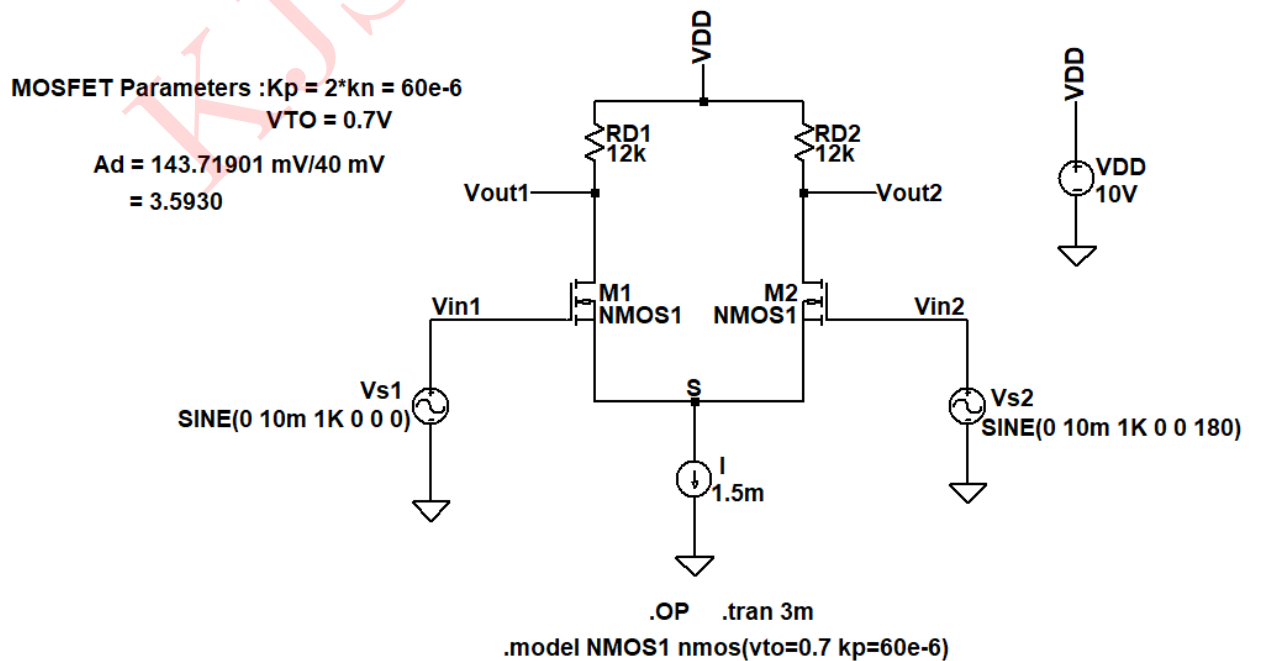 KJS
VDD
VDD
MOSFET Parameters :Kp = 2*kn = 60e-6
VTO = 0.7V
RD1
12k
RD2
12k
Ad = 143.71901 mV/40 mV
= 3.5930
Vout1
Vout2
VDD
10V
M1
NMOS1
M2
NMOS1
Vin1
Vin2
S
Vs1
SINE(0 10m 1K 0 0 0)
Vs2
SINE(0 10m 1K 0 0 180)
I
1.5m
.OP .tran 3m
.model NMOS1 nmos(vto=0.7 kp=60e-6)